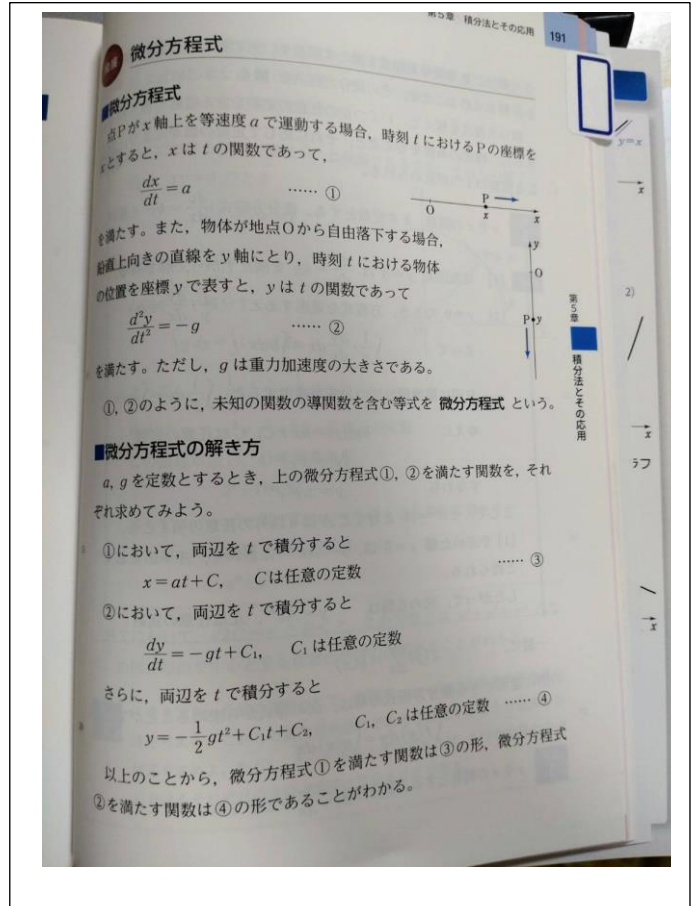 第5章 積分法とその応用 191
発展 微分方程式
■微分方程式
点Pがx軸上を等速度aで運動する場合，時刻tにおけるPの座標を
xとすると，xはtの関数であって，
dx/dt = a …… ①
O P x x
を満たす。また，物体が地点Oから自由落下する場合，
鉛直上向きの直線をy軸にとり，時刻tにおける物体
の位置を座標yで表すと，yはtの関数であって
d²y/dt² = －g …… ②
y O P y
を満たす。ただし，gは重力加速度の大きさである。
①，②のように，未知の関数の導関数を含む等式を 微分方程式 という。
■微分方程式の解き方
a，gを定数とするとき，上の微分方程式①，②を満たす関数を，それ
ぞれ求めてみよう。
①において，両辺をtで積分すると
x＝at＋C， Cは任意の定数 …… ③
②において，両辺をtで積分すると
dy/dt = －gt＋C₁， C₁は任意の定数
さらに，両辺をtで積分すると
y＝－1/2 gt²＋C₁t＋C₂， C₁，C₂は任意の定数 …… ④
以上のことから，微分方程式①を満たす関数は③の形，微分方程式
②を満たす関数は④の形であることがわかる。
第5章 積分法とその応用
y＝x
x
2)
x
ラフ
x